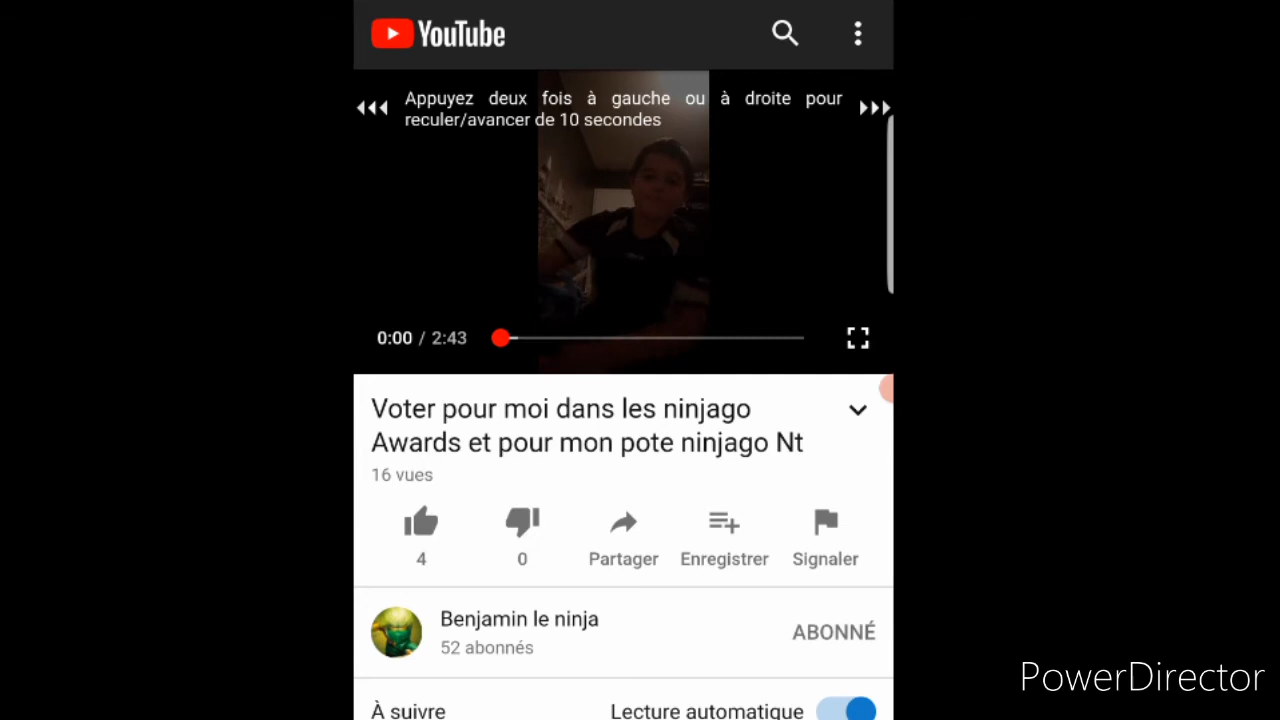 YouTube
Appuyez deux fois à gauche ou à droite pour
reculer/avancer de 10 secondes
0:00 / 2:43
Voter pour moi dans les ninjago
Awards et pour mon pote ninjago Nt
16 vues
4
0
Partager
Enregistrer
Signaler
Benjamin le ninja
52 abonnés
ABONNÉ
À suivre
Lecture automatique
PowerDirector